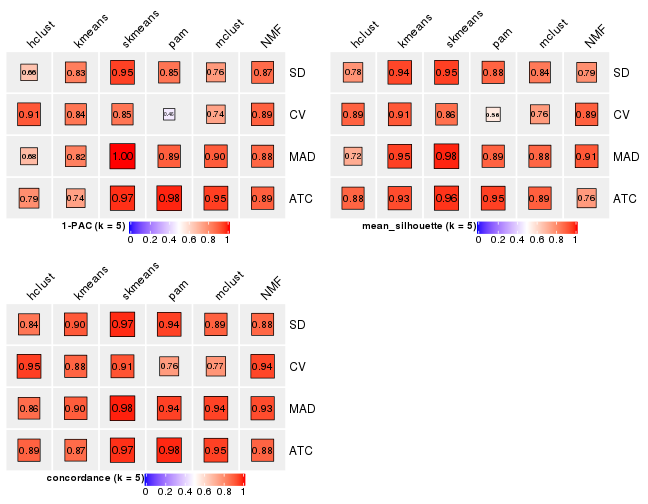 hclust kmeans skmeans pam mclust NMF
0.66 0.83 0.95 0.85 0.76 0.87 SD
0.91 0.84 0.85 0.46 0.74 0.89 CV
0.68 0.82 1.00 0.89 0.90 0.88 MAD
0.79 0.74 0.97 0.98 0.95 0.89 ATC
1-PAC (k = 5)
0 0.2 0.4 0.6 0.8 1
hclust kmeans skmeans pam mclust NMF
0.78 0.94 0.95 0.88 0.84 0.79 SD
0.89 0.91 0.86 0.56 0.76 0.89 CV
0.72 0.95 0.98 0.89 0.88 0.91 MAD
0.88 0.93 0.96 0.95 0.89 0.76 ATC
mean_silhouette (k = 5)
0 0.2 0.4 0.6 0.8 1
hclust kmeans skmeans pam mclust NMF
0.84 0.90 0.97 0.94 0.89 0.88 SD
0.95 0.88 0.91 0.76 0.77 0.94 CV
0.86 0.90 0.98 0.94 0.94 0.93 MAD
0.89 0.87 0.97 0.98 0.95 0.88 ATC
concordance (k = 5)
0 0.2 0.4 0.6 0.8 1